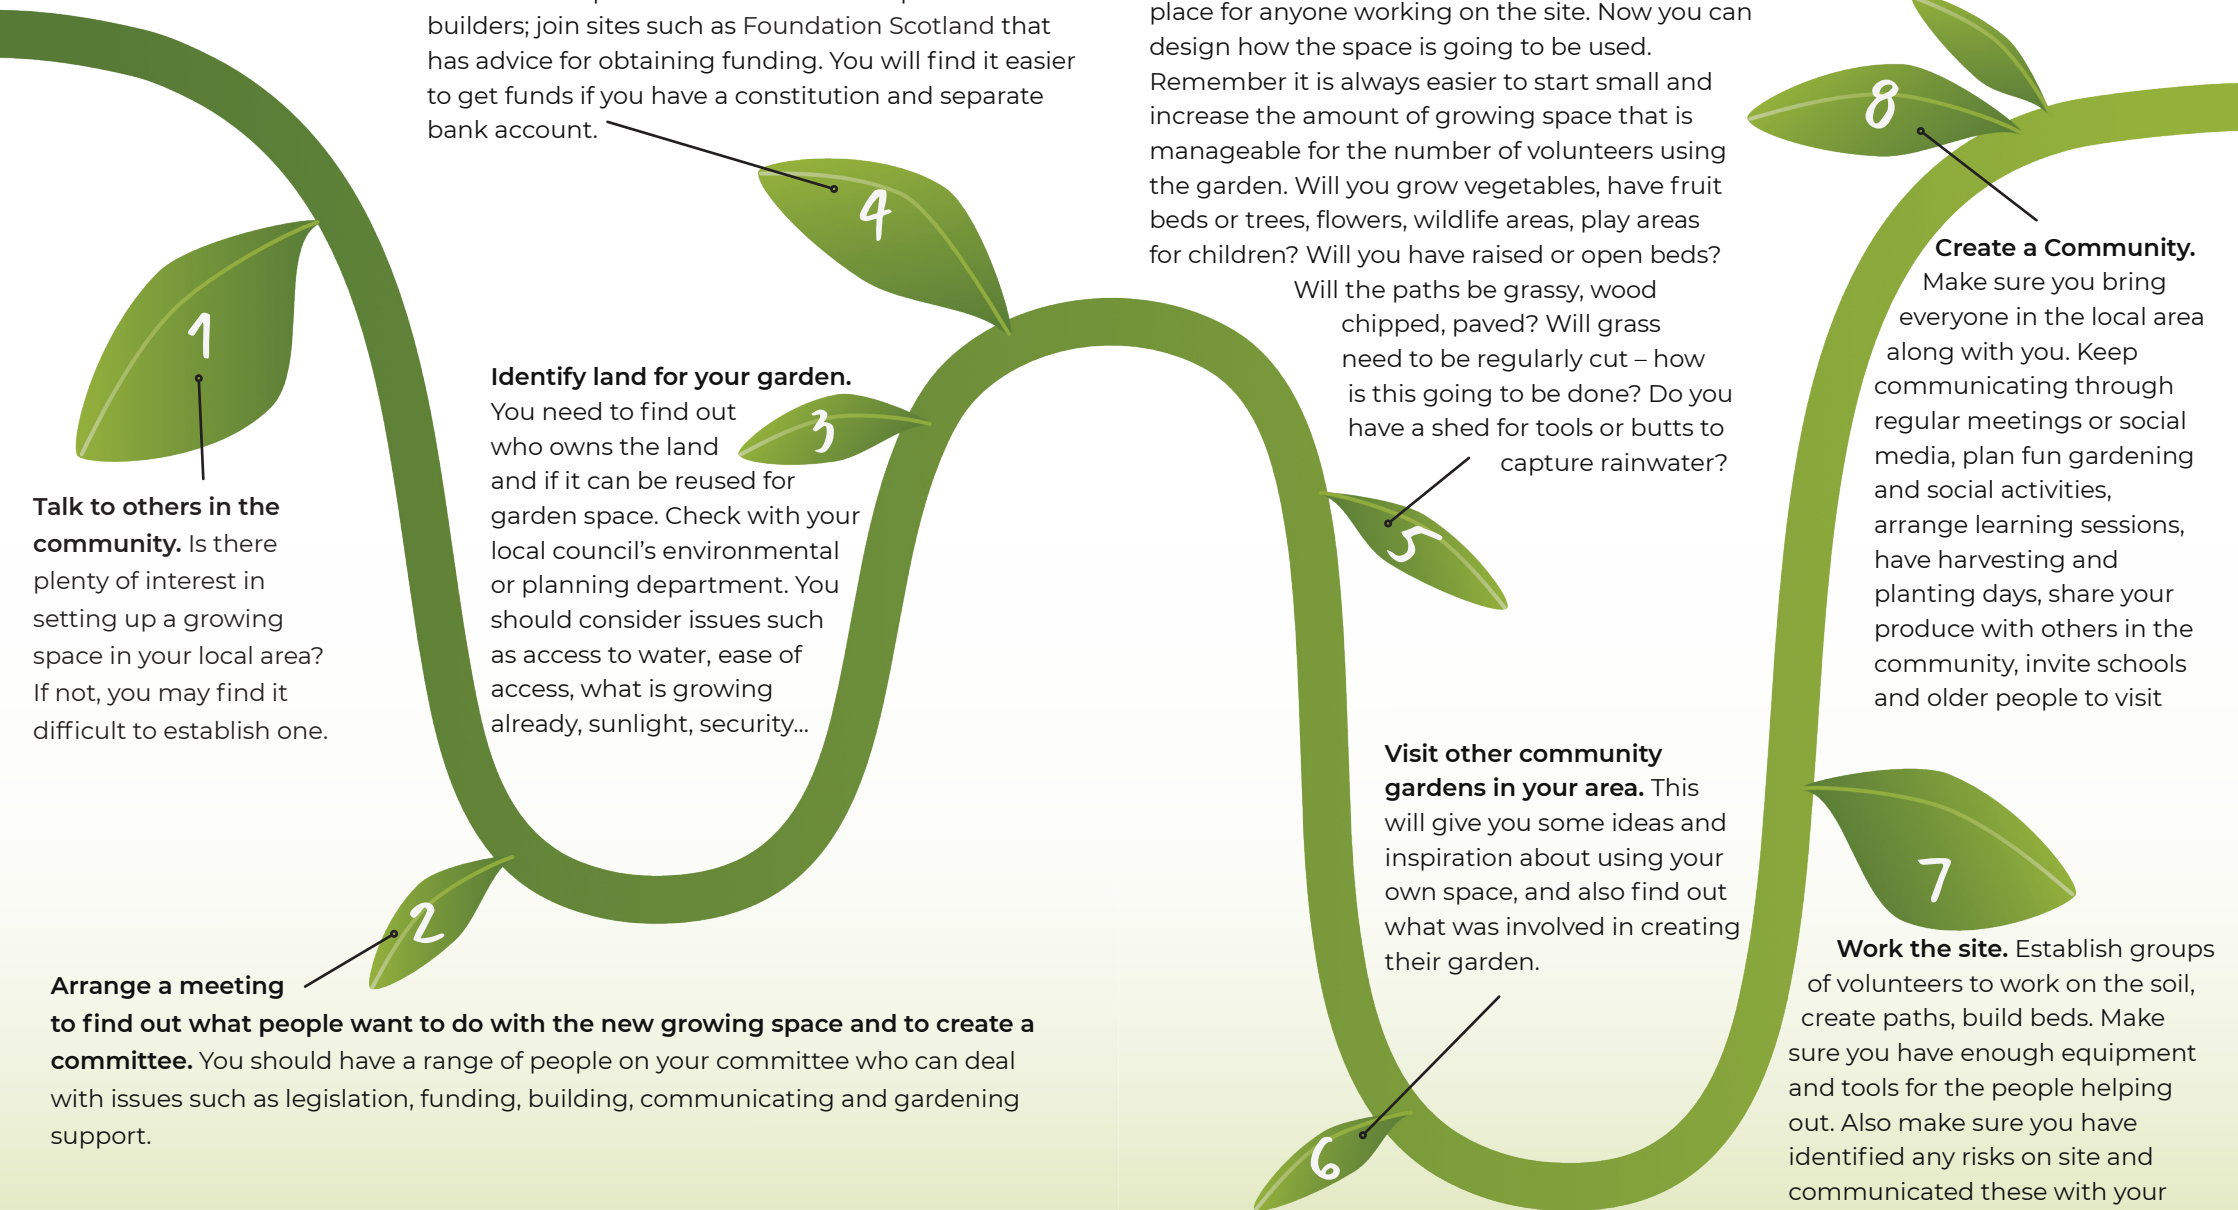 1
Talk to others in the
community. Is there
plenty of interest in
setting up a growing
space in your local area?
If not, you may find it
difficult to establish one.
2
Arrange a meeting
to find out what people want to do with the new growing space and to create a
committee. You should have a range of people on your committee who can deal
with issues such as legislation, funding, building, communicating and gardening
support.
3
Identify land for your garden.
You need to find out
who owns the land
and if it can be reused for
garden space. Check with your
local council's environmental
or planning department. You
should consider issues such
as access to water, ease of
access, what is growing
already, sunlight, security...
builders; join sites such as Foundation Scotland that
has advice for obtaining funding. You will find it easier
to get funds if you have a constitution and separate
bank account.
4
place for anyone working on the site. Now you can
design how the space is going to be used.
Remember it is always easier to start small and
increase the amount of growing space that is
manageable for the number of volunteers using
the garden. Will you grow vegetables, have fruit
beds or trees, flowers, wildlife areas, play areas
for children? Will you have raised or open beds?
Will the paths be grassy, wood
chipped, paved? Will grass
need to be regularly cut – how
is this going to be done? Do you
have a shed for tools or butts to
capture rainwater?
5
Visit other community
gardens in your area. This
will give you some ideas and
inspiration about using your
own space, and also find out
what was involved in creating
their garden.
6
7
Work the site. Establish groups
of volunteers to work on the soil,
create paths, build beds. Make
sure you have enough equipment
and tools for the people helping
out. Also make sure you have
identified any risks on site and
communicated these with your
8
Create a Community.
Make sure you bring
everyone in the local area
along with you. Keep
communicating through
regular meetings or social
media, plan fun gardening
and social activities,
arrange learning sessions,
have harvesting and
planting days, share your
produce with others in the
community, invite schools
and older people to visit